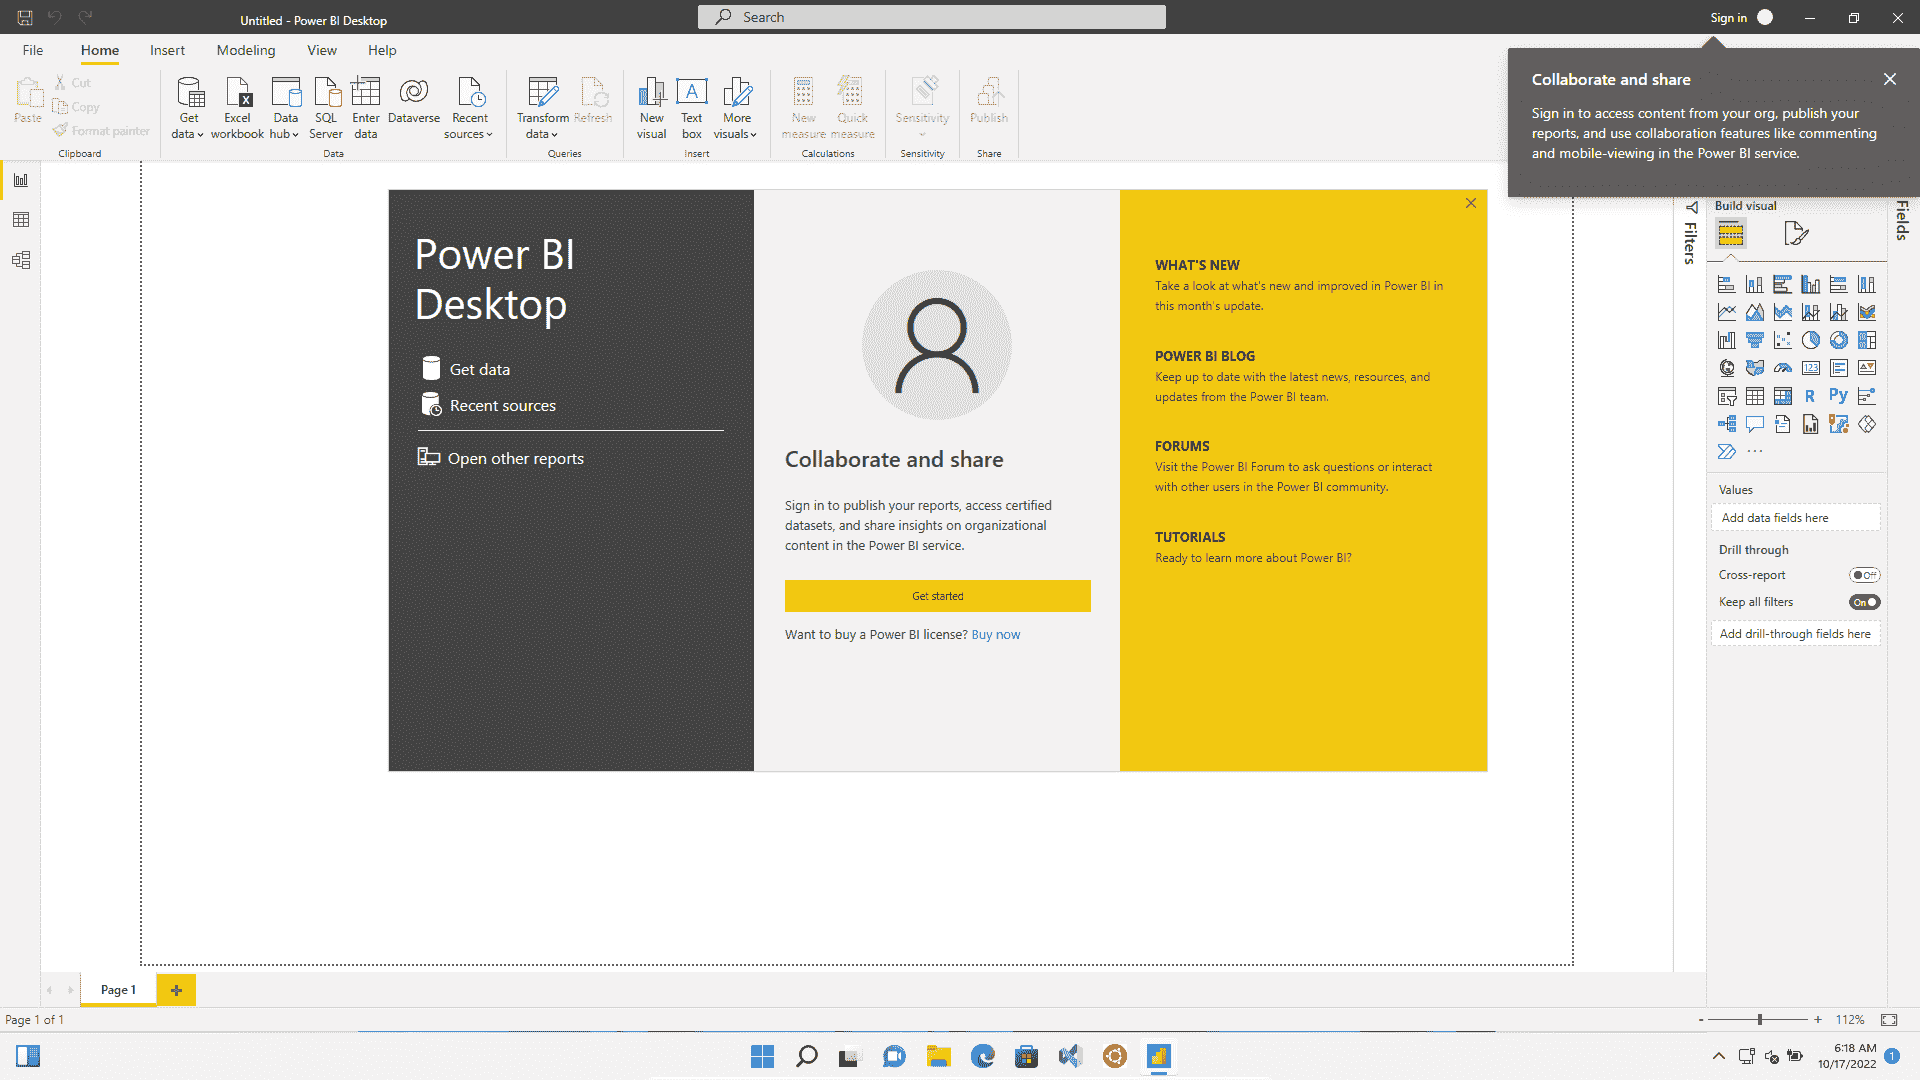 Untitled - Power BI Desktop
Search
Sign in
File Home Insert Modeling View Help
Paste
Cut
Copy
Format painter
Clipboard
Get data
Excel workbook
Data hub
SQL Server
Enter data
Dataverse
Recent sources
Data
Transform data
Refresh
Queries
New visual
Text box
More visuals
Insert
New measure
Quick measure
Calculations
Sensitivity
Sensitivity
Publish
Share
Collaborate and share
Sign in to access content from your org, publish your
reports, and use collaboration features like commenting
and mobile-viewing in the Power BI service.
Power BI
Desktop
Get data
Recent sources
Open other reports
Collaborate and share
Sign in to publish your reports, access certified
datasets, and share insights on organizational
content in the Power BI service.
Get started
Want to buy a Power BI license? Buy now
WHAT'S NEW
Take a look at what's new and improved in Power BI in
this month's update.
POWER BI BLOG
Keep up to date with the latest news, resources, and
updates from the Power BI team.
FORUMS
Visit the Power BI Forum to ask questions or interact
with other users in the Power BI community.
TUTORIALS
Ready to learn more about Power BI?
Filters
Build visual
Fields
123
R Py
Values
Add data fields here
Drill through
Cross-report Off
Keep all filters On
Add drill-through fields here
Page 1
Page 1 of 1
- + 112%
6:18 AM
10/17/2022
1